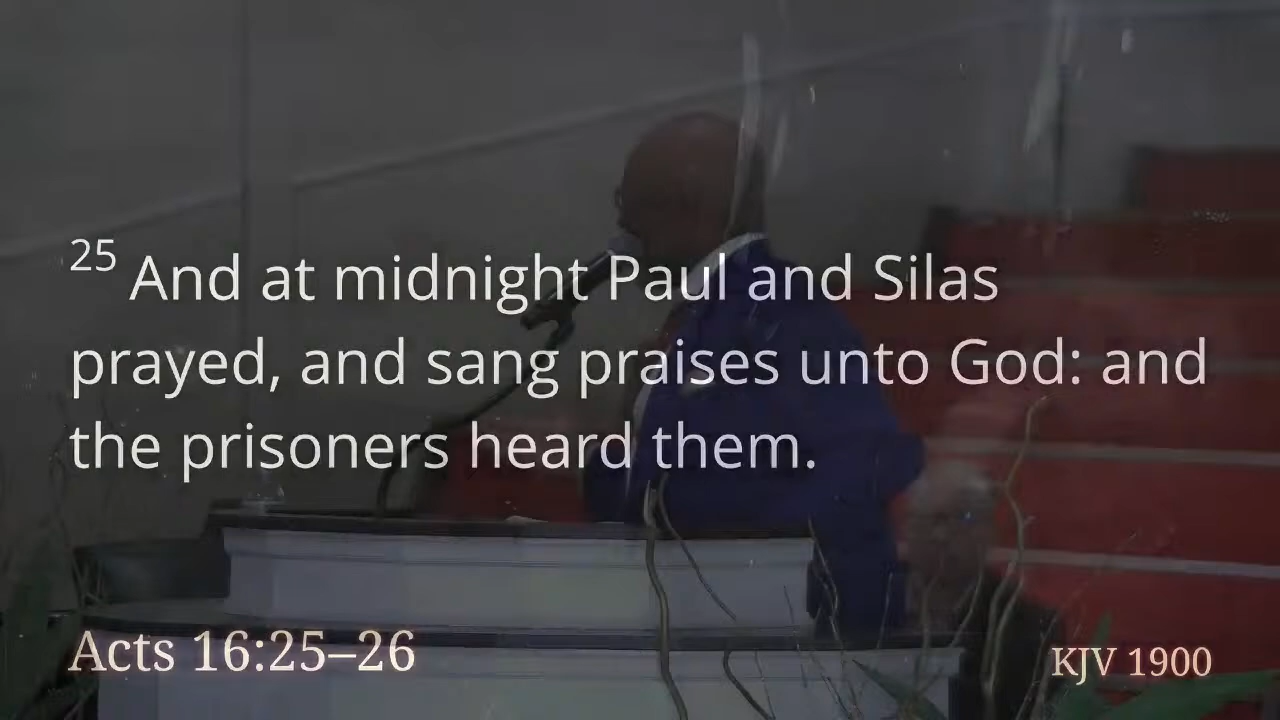 25 And at midnight Paul and Silas
prayed, and sang praises unto God: and
the prisoners heard them.
Acts 16:25–26
KJV 1900